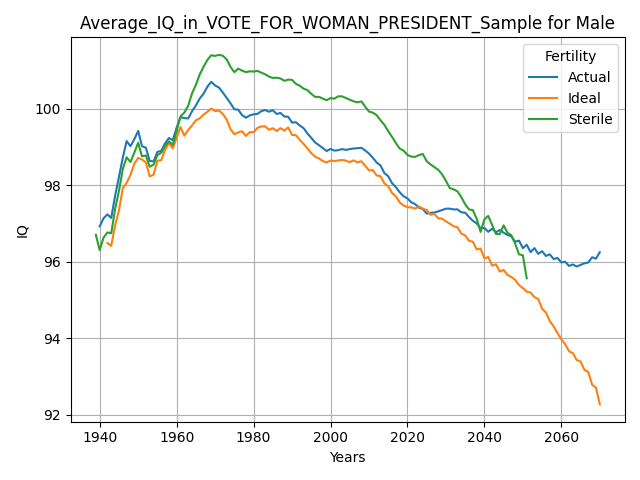 Average_IQ_in_VOTE_FOR_WOMAN_PRESIDENT_Sample for Male
Fertility
Actual
Ideal
Sterile
IQ
100
98
96
94
92
1940 1960 1980 2000 2020 2040 2060
Years